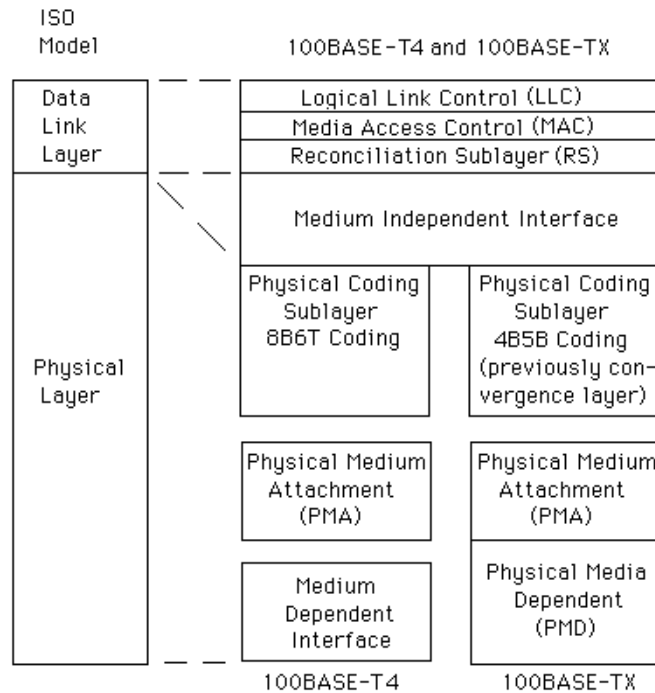 ISO
Model
100BASE-T4 and 100BASE-TX
Data
Link
Layer
Logical Link Control (LLC)
Media Access Control (MAC)
Reconciliation Sublayer (RS)
Medium Independent Interface
Physical
Layer
Physical Coding
Sublayer
8B6T Coding
Physical Coding
Sublayer
4B5B Coding
(previously con-
vergence layer)
Physical Medium
Attachment
(PMA)
Physical Medium
Attachment
(PMA)
Medium
Dependent
Interface
Physical Media
Dependent
(PMD)
100BASE-T4
100BASE-TX